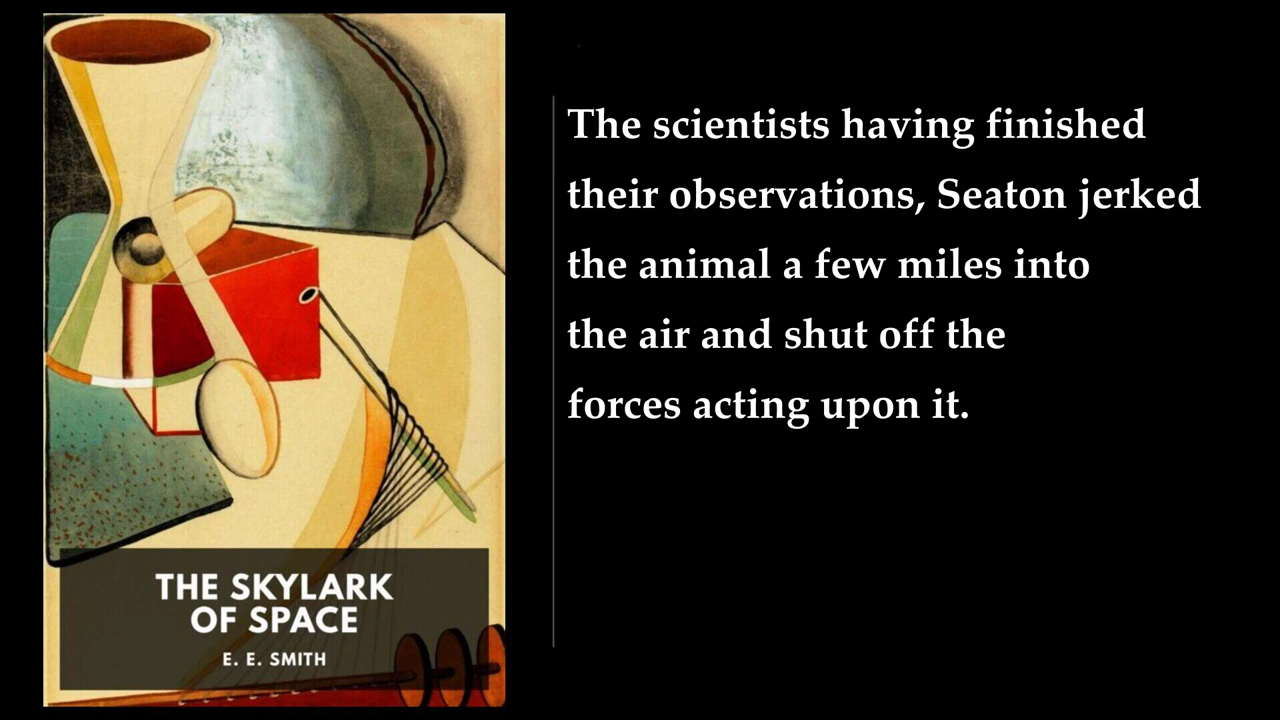 THE SKYLARK
OF SPACE
E. E. SMITH
The scientists having finished
their observations, Seaton jerked
the animal a few miles into
the air and shut off the
forces acting upon it.